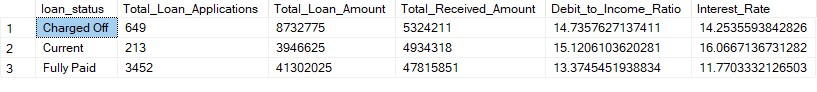 loan_status Total_Loan_Applications Total_Loan_Amount Total_Received_Amount Debit_to_Income_Ratio Interest_Rate
1 Charged Off 649 8732775 5324211 14.7357627137411 14.2535593842826
2 Current 213 3946625 4934318 15.1206103620281 16.0667136731282
3 Fully Paid 3452 41302025 47815851 13.3745451938834 11.7703332126503